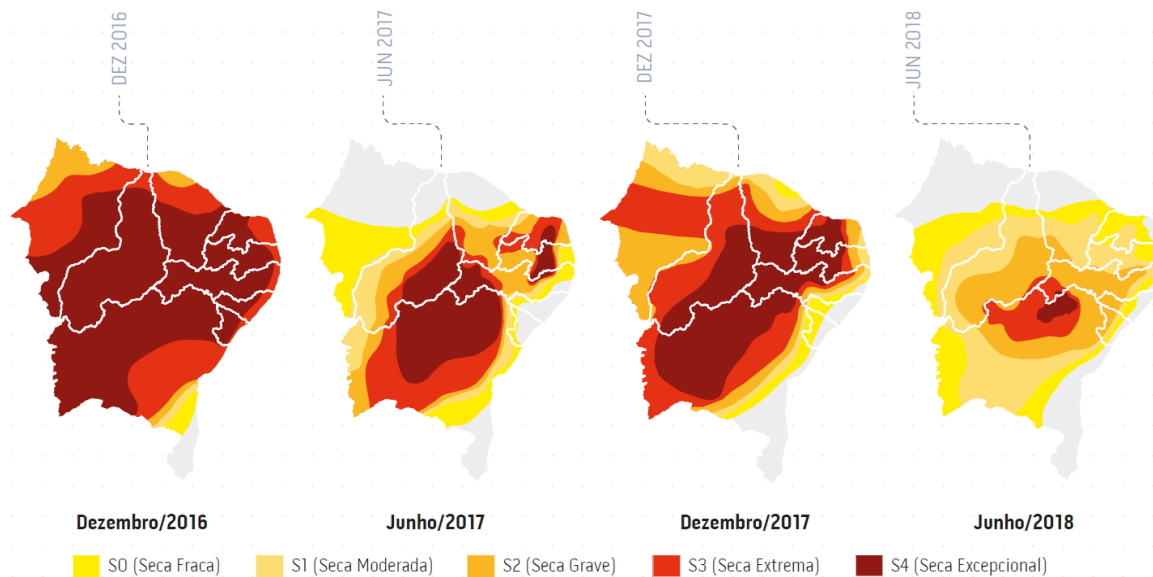 DEZ 2016
JUN 2017
DEZ 2017
JUN 2018
Dezembro/2016
Junho/2017
Dezembro/2017
Junho/2018
S0 (Seca Fraca)
S1 (Seca Moderada)
S2 (Seca Grave)
S3 (Seca Extrema)
S4 (Seca Excepcional)